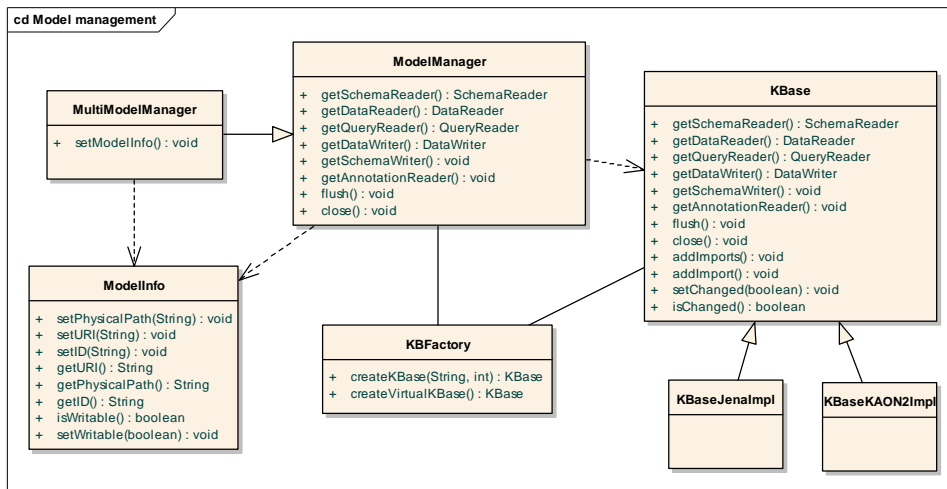 cd Model management
MultiModelManager
+ setModelInfo() : void
ModelManager
+ getSchemaReader() : SchemaReader
+ getDataReader() : DataReader
+ getQueryReader() : QueryReader
+ getDataWriter() : DataWriter
+ getSchemaWriter() : void
+ getAnnotationReader() : void
+ flush() : void
+ close() : void
KBase
+ getSchemaReader() : SchemaReader
+ getDataReader() : DataReader
+ getQueryReader() : QueryReader
+ getDataWriter() : DataWriter
+ getSchemaWriter() : void
+ getAnnotationReader() : void
+ flush() : void
+ close() : void
+ addImports() : void
+ addImport() : void
+ setChanged(boolean) : void
+ isChanged() : boolean
ModelInfo
+ setPhysicalPath(String) : void
+ setURI(String) : void
+ setID(String) : void
+ getURI() : String
+ getPhysicalPath() : String
+ getID() : String
+ isWritable() : boolean
+ setWritable(boolean) : void
KBFactory
+ createKBase(String, int) : KBase
+ createVirtualKBase() : KBase
KBaseJenaImpl
KBaseKAON2Impl